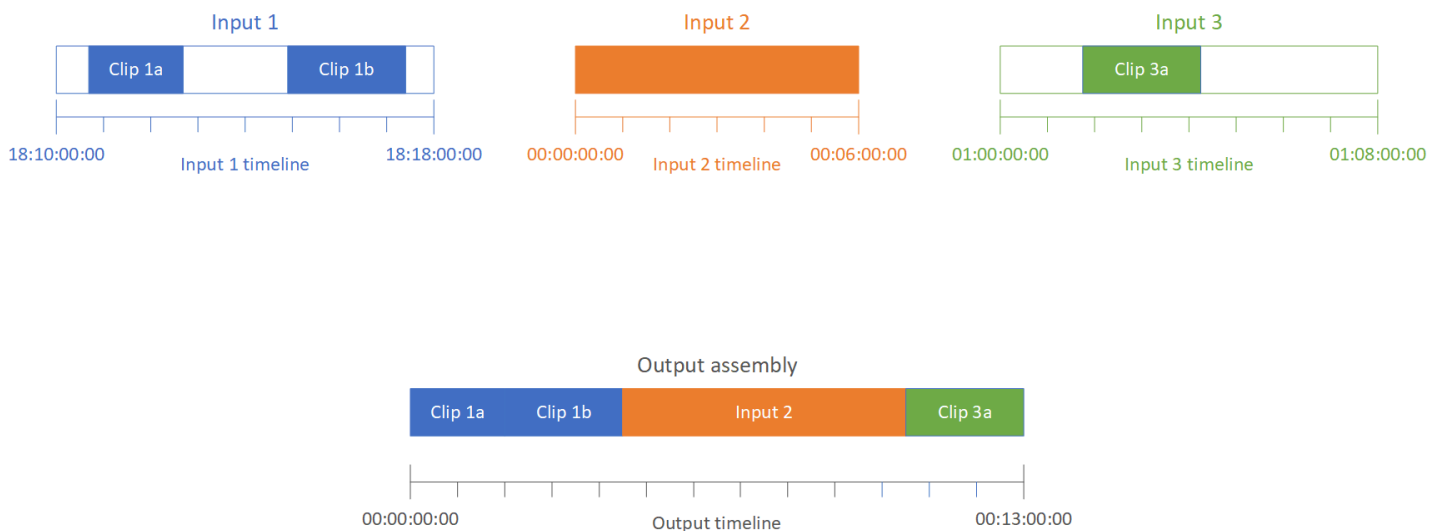 Input 1
Input 2
Input 3
Clip 1a
Clip 1b
Clip 3a
18:10:00:00
Input 1 timeline
18:18:00:00
00:00:00:00
Input 2 timeline
00:06:00:00
01:00:00:00
Input 3 timeline
01:08:00:00
Output assembly
Clip 1a
Clip 1b
Input 2
Clip 3a
00:00:00:00
Output timeline
00:13:00:00